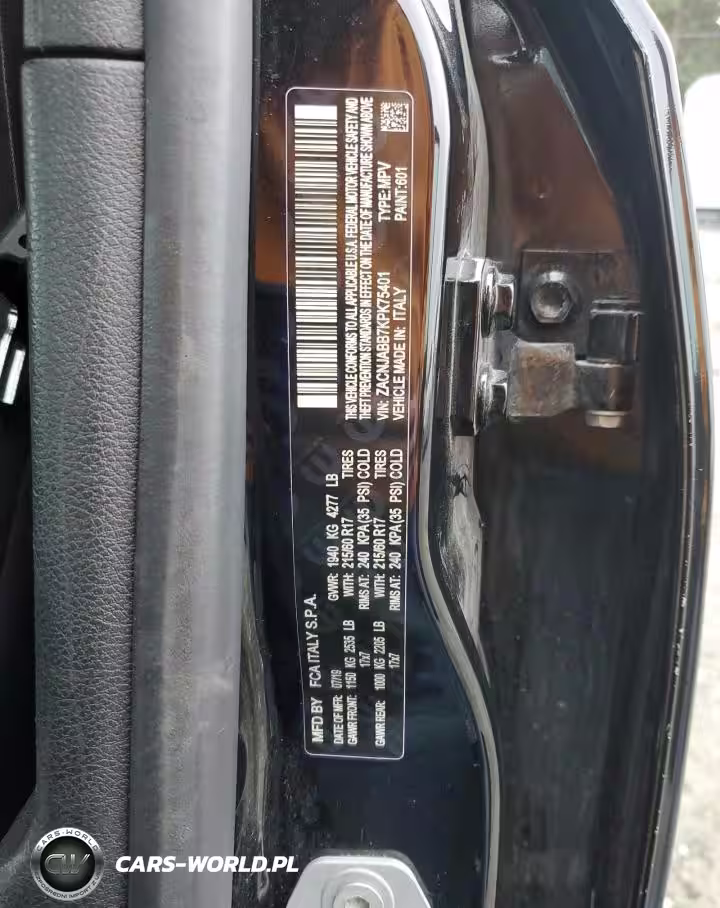 MFD BY FCA ITALY S.P.A.
DATE OF MFR: 07/19 GVWR: 1940 KG 4277 LB
GAWR FRONT: 1150 KG 2535 LB WITH: 215/60 R17 TIRES
17x7 RIMS AT: 240 KPA(35 PSI) COLD
GAWR REAR: 1000 KG 2205 LB WITH: 215/60 R17 TIRES
17x7 RIMS AT: 240 KPA(35 PSI) COLD
THIS VEHICLE CONFORMS TO ALL APPLICABLE U.S.A. FEDERAL MOTOR VEHICLE SAFETY AND
THEFT PREVENTION STANDARDS IN EFFECT ON THE DATE OF MANUFACTURE SHOWN ABOVE
VIN: ZACNJABB7KPK75401 TYPE: MPV
VEHICLE MADE IN: ITALY PAINT: 601
CARS-WORLD
CW
CARS-WORLD.PL